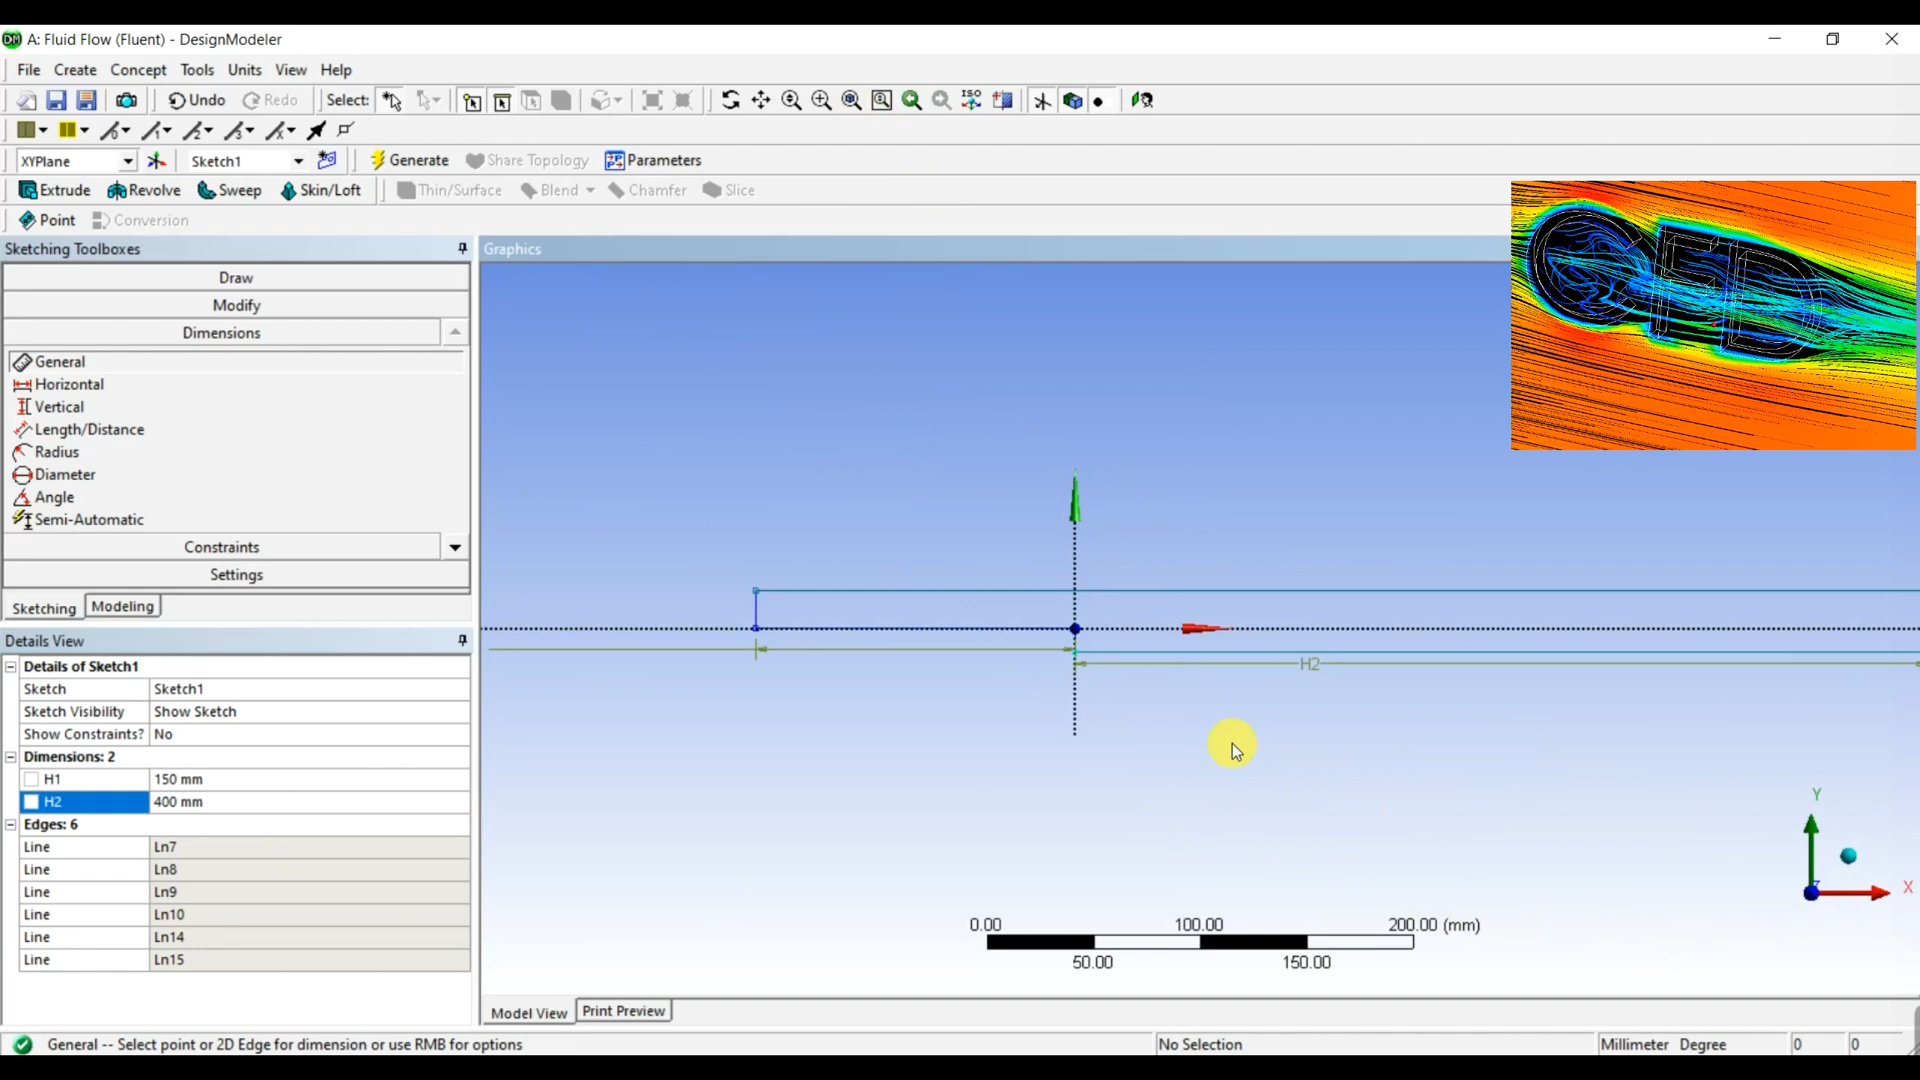 A: Fluid Flow (Fluent) - DesignModeler
File Create Concept Tools Units View Help
Undo Redo Select: ISO
XYPlane Sketch1 Generate Share Topology Parameters
Extrude Revolve Sweep Skin/Loft Thin/Surface Blend Chamfer Slice
Point Conversion
Sketching Toolboxes
Draw
Modify
Dimensions
General
Horizontal
Vertical
Length/Distance
Radius
Diameter
Angle
Semi-Automatic
Constraints
Settings
Sketching Modeling
Details View
Details of Sketch1
Sketch Sketch1
Sketch Visibility Show Sketch
Show Constraints? No
Dimensions: 2
H1 150 mm
H2 400 mm
Edges: 6
Line Ln7
Line Ln8
Line Ln9
Line Ln10
Line Ln14
Line Ln15
Graphics
CFD
H2
Y
X
0.00 100.00 200.00 (mm)
50.00 150.00
Model View Print Preview
General -- Select point or 2D Edge for dimension or use RMB for options No Selection Millimeter Degree 0 0